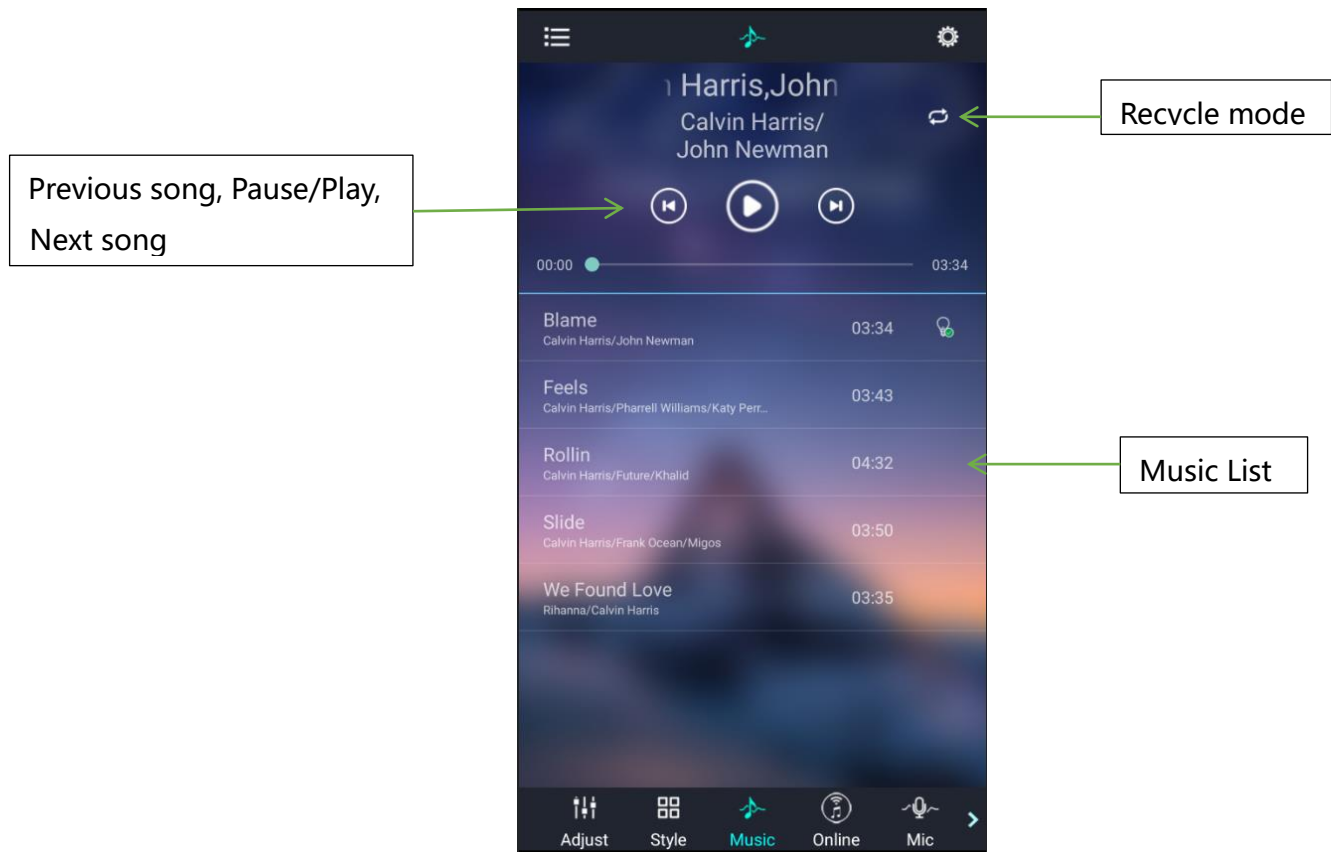 Harris,John
Calvin Harris/
John Newman
Recycle mode
Previous song, Pause/Play,
Next song
00:00
03:34
Blame
Calvin Harris/John Newman
03:34
Feels
Calvin Harris/Pharrell Williams/Katy Perr...
03:43
Rollin
Calvin Harris/Future/Khalid
04:32
Music List
Slide
Calvin Harris/Frank Ocean/Migos
03:50
We Found Love
Rihanna/Calvin Harris
03:35
Adjust
Style
Music
Online
Mic